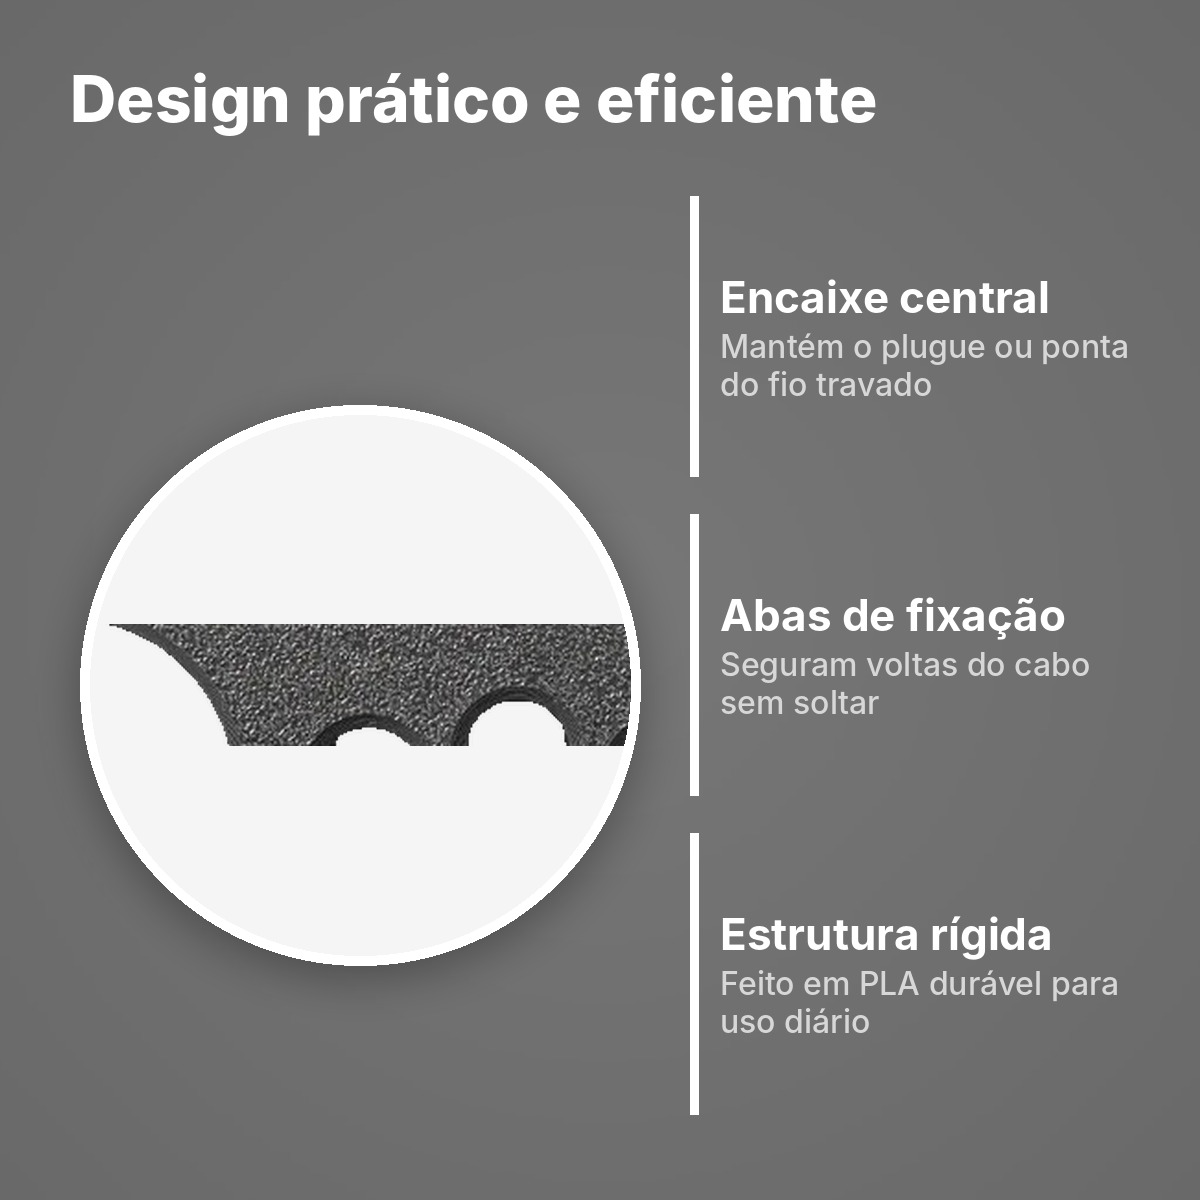 Design prático e eficiente
Encaixe central
Mantém o plugue ou ponta
do fio travado
Abas de fixação
Seguram voltas do cabo
sem soltar
Estrutura rígida
Feito em PLA durável para
uso diário